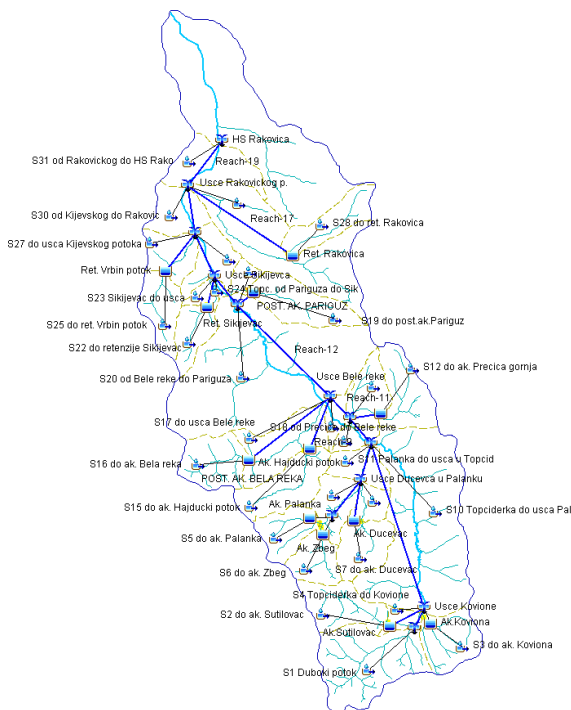 HS Rakovica
S31 od Rakovickog do HS Rako
Reach-19
Usce Rakovickog p.
S30 od Kijevskog do Rakovic
Reach-17
S28 do ret. Rakovica
S27 do usca Kijevskog potoka
Ret. Rakovica
Ret. Vrbin potok
Usce Sikijevca
S24 Topc. od Pariguza do Sik
S23 Sikijevac do usca
POST. AK. PARIGUZ
S25 do ret. Vrbin potok
Ret. Sikijevac
S19 do post.ak.Pariguz
S22 do retenzije Sikijevac
Reach-12
S20 od Bele reke do Pariguza
Usce Bele reke
S12 do ak. Precica gornja
Reach-11
S17 do usca Bele reke
S18 od Precice do Bele reke
S16 do ak. Bela reka
Ak. Hajducki potok
Palanka do usca u Topcid
POST. AK. BELA REKA
Usce Ducevca u Palanku
S15 do ak. Hajducki potok
Ak. Palanka
S10 Topciderka do usca Pal
S5 do ak. Palanka
Ak. Ducevac
Ak. Zbeg
S6 do ak. Zbeg
S7 do ak. Ducevac
S4 Topciderka do Kovione
S2 do ak. Sutilovac
Usce Kovione
Ak.Sutilovac
Ak.Koviona
S3 do ak. Koviona
S1 Duboki potok